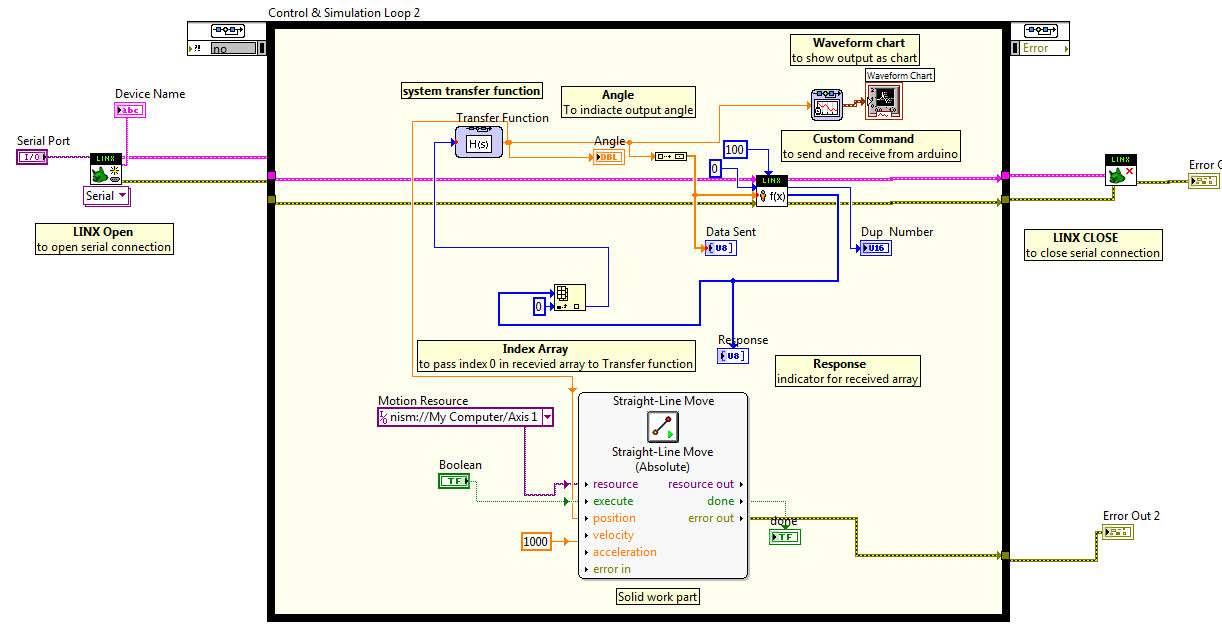 Control & Simulation Loop 2
?!
no
Error
Device Name
abc
Serial Port
I/O
LINX
Serial
LINX Open
to open serial connection
system transfer function
Transfer Function
H(s)
Angle
To indiacte output angle
Angle
DBL
Waveform chart
to show output as chart
Waveform Chart
Custom Command
to send and receive from arduino
100
0
LINX
f(x)
Data Sent
U8
Dup Number
U16
LINX
Error
LINX CLOSE
to close serial connection
0
Index Array
to pass index 0 in recevied array to Transfer function
Response
U8
Response
indicator for received array
Motion Resource
I/O
nism://My Computer/Axis 1
Boolean
TF
1000
Straight-Line Move
Straight-Line Move
(Absolute)
resource
resource out
execute
done
position
error out
velocity
acceleration
error in
done
TF
Error Out 2
Solid work part